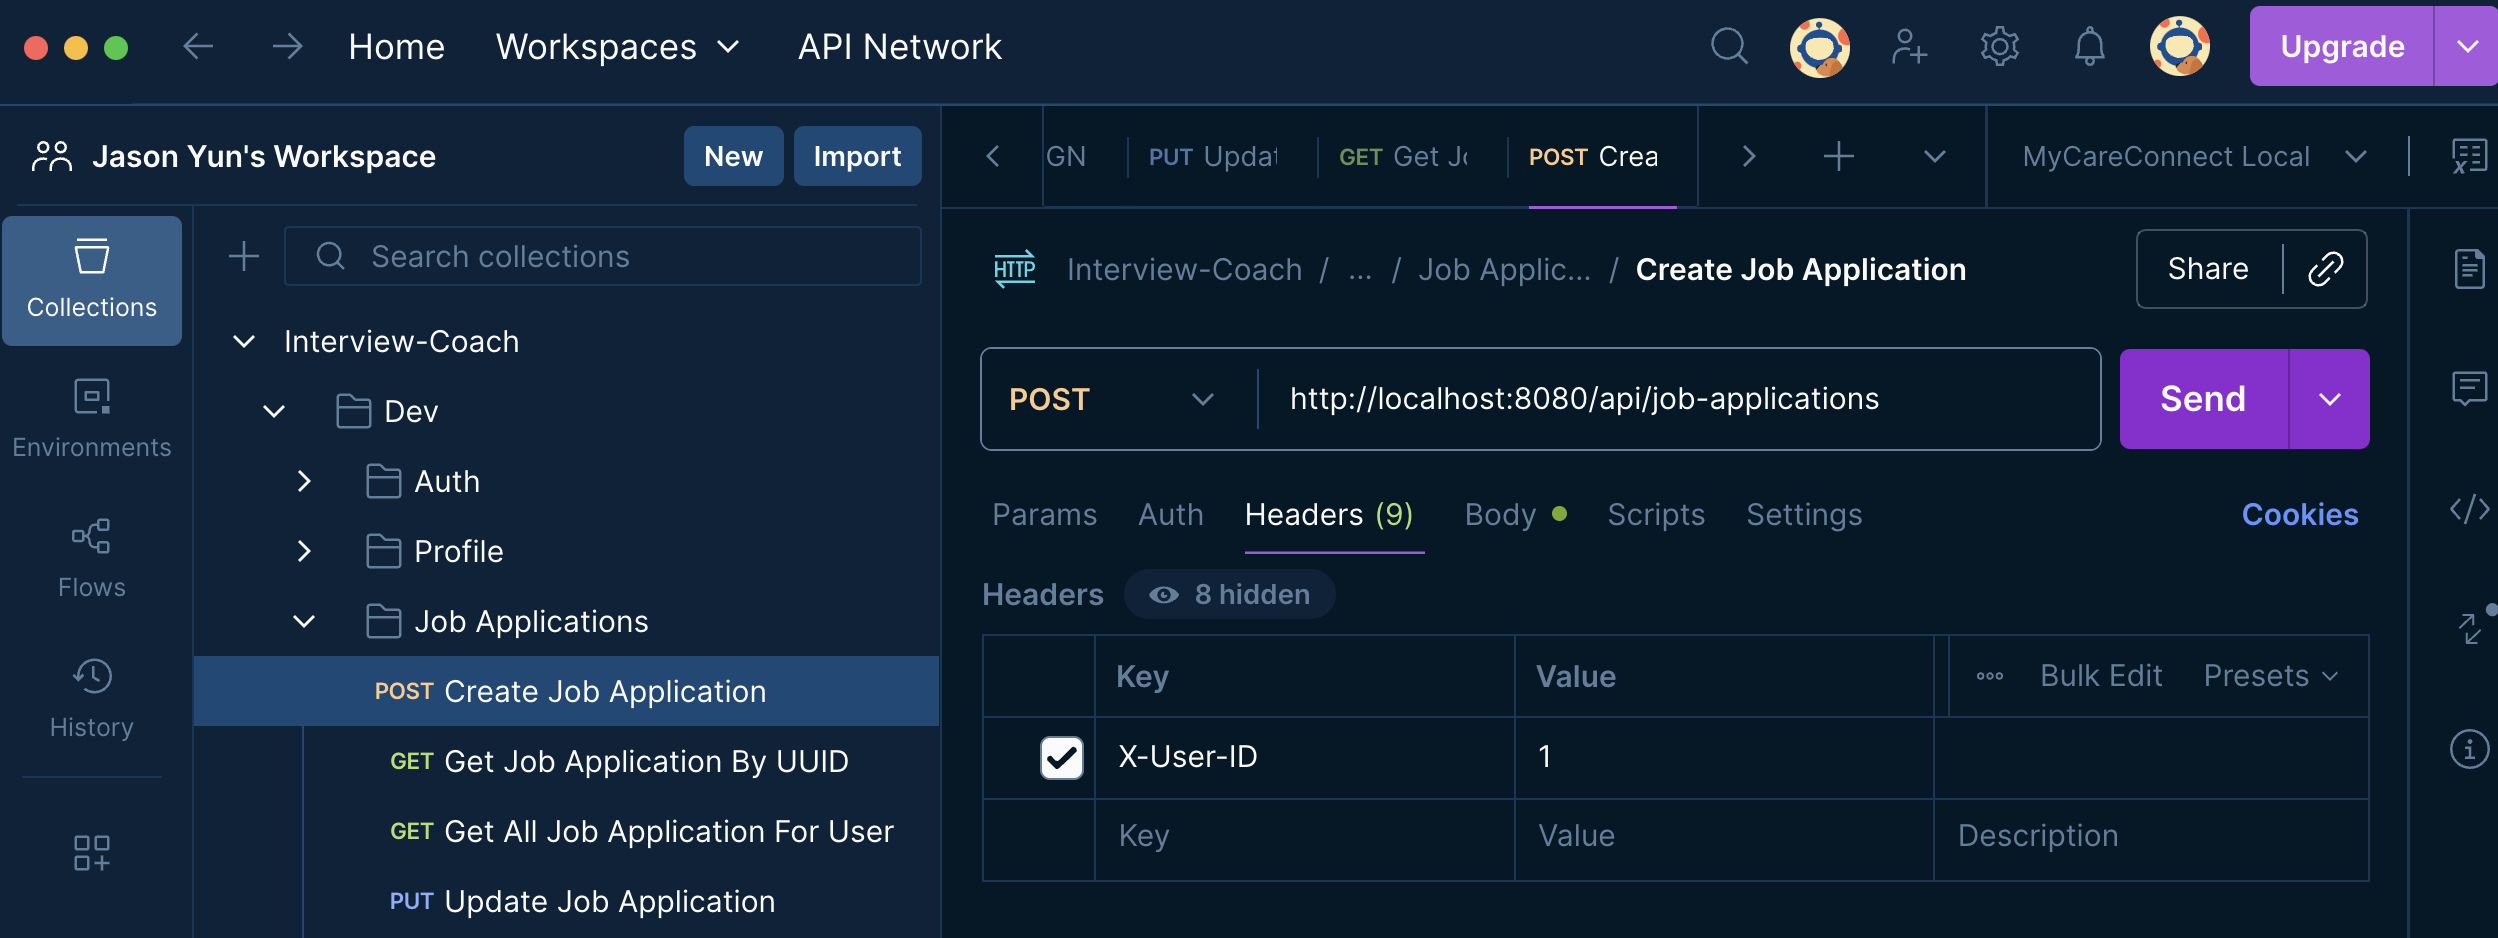 Home Workspaces API Network Upgrade
Jason Yun's Workspace New Import
GN PUT Updat GET Get Jo POST Crea MyCareConnect Local
Collections
Environments
Flows
History
Search collections
Interview-Coach
Dev
Auth
Profile
Job Applications
POST Create Job Application
GET Get Job Application By UUID
GET Get All Job Application For User
PUT Update Job Application
HTTP Interview-Coach / ... / Job Applic... / Create Job Application Share
POST http://localhost:8080/api/job-applications Send
Params Auth Headers (9) Body Scripts Settings Cookies
Headers 8 hidden
Key Value Bulk Edit Presets
X-User-ID 1
Key Value Description